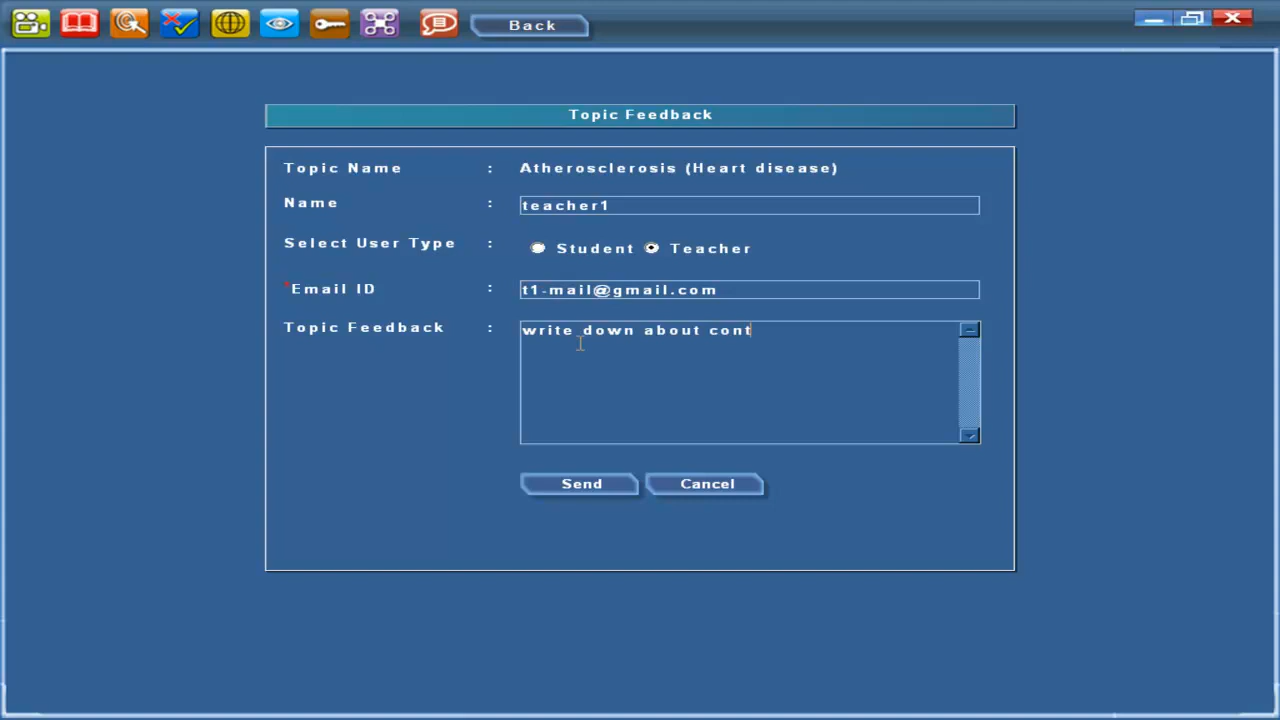 Back
Topic Feedback
Topic Name : Atherosclerosis (Heart disease)
Name : teacher1
Select User Type : Student Teacher
*Email ID : t1-mail@gmail.com
Topic Feedback : write down about cont
Send Cancel